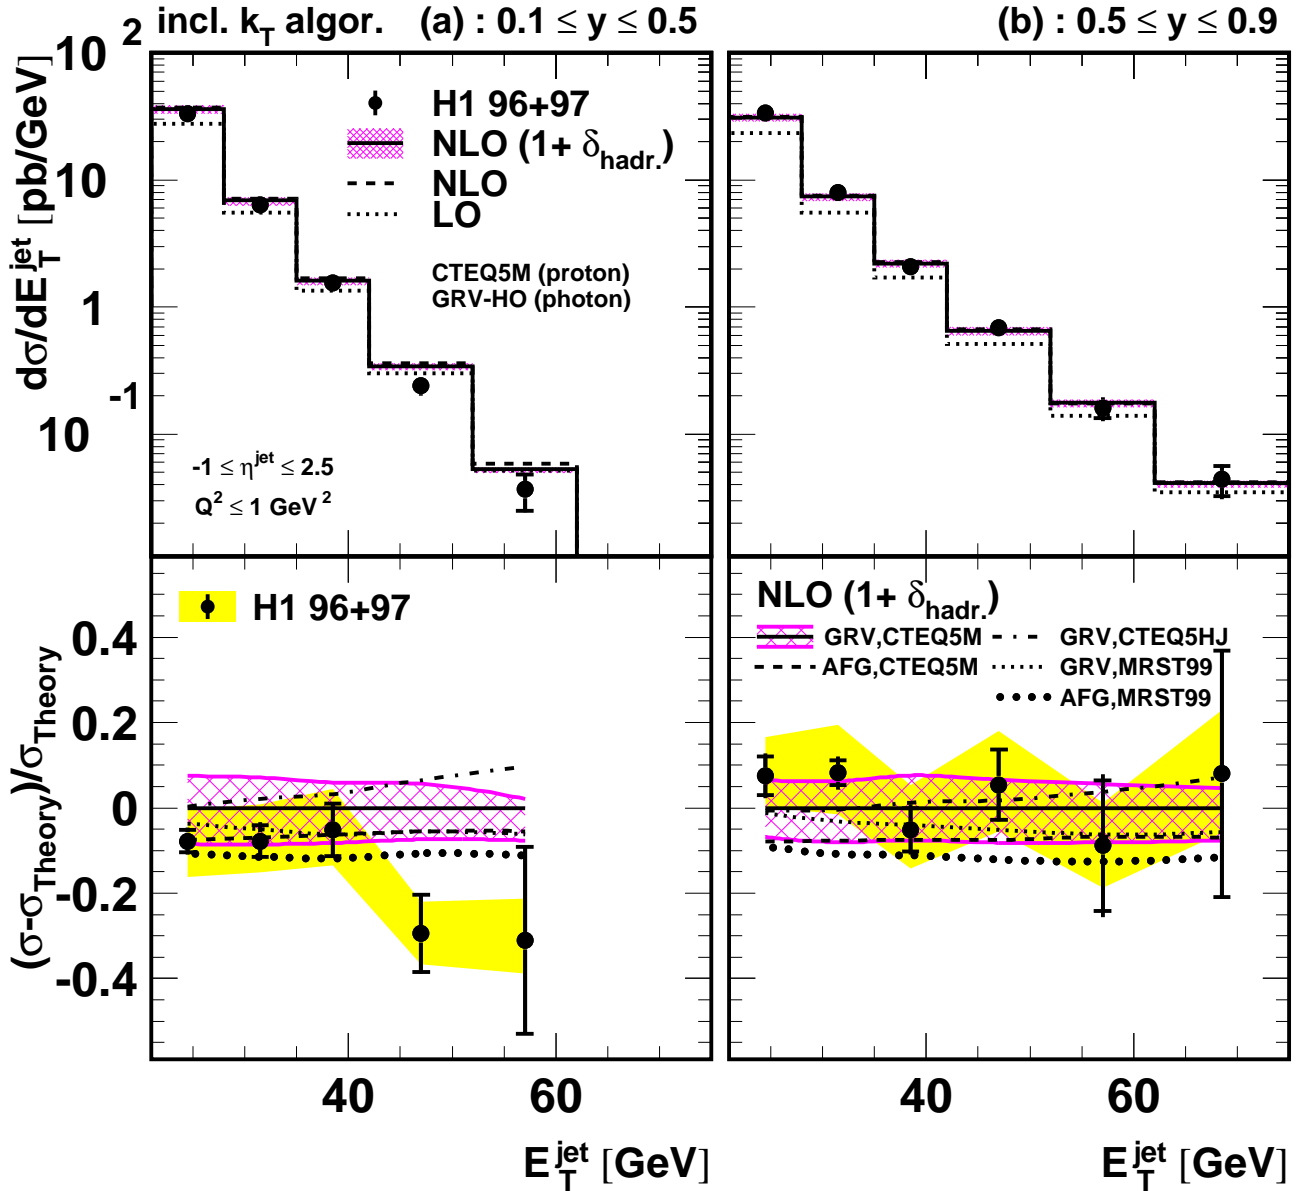 incl. k_T algor. (a) : 0.1 ≤ y ≤ 0.5
(b) : 0.5 ≤ y ≤ 0.9
dσ/dE_T^jet [pb/GeV]
10^2
10
1
10^-1
H1 96+97
NLO (1+ δ_hadr.)
NLO
LO
CTEQ5M (proton)
GRV-HO (photon)
-1 ≤ η^jet ≤ 2.5
Q^2 ≤ 1 GeV^2
(σ-σ_Theory)/σ_Theory
0.4
0.2
0
-0.2
-0.4
H1 96+97
NLO (1+ δ_hadr.)
GRV,CTEQ5M
GRV,CTEQ5HJ
AFG,CTEQ5M
GRV,MRST99
AFG,MRST99
40
60
40
60
E_T^jet [GeV]
E_T^jet [GeV]